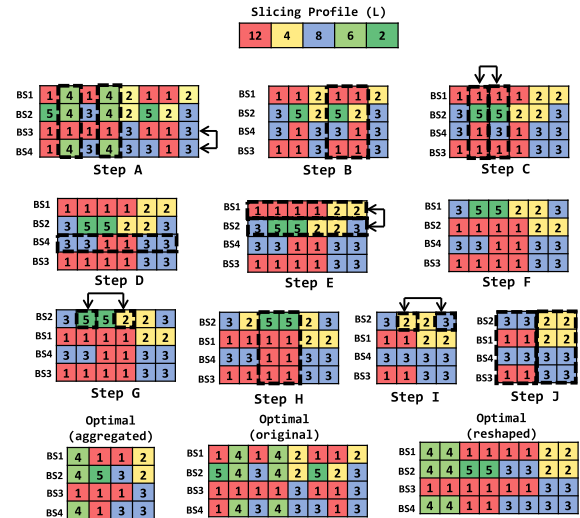 Slicing Profile (L)
12 4 8 6 2
BS1 1 4 1 4 2 1 1 2
BS2 5 4 3 4 2 5 2 3
BS3 1 1 1 1 3 1 1 3
BS4 1 4 3 4 3 3 1 3
Step A
BS1 1 1 2 1 1 2
BS2 3 5 2 5 2 3
BS4 3 1 3 3 1 3
BS3 1 1 3 1 1 3
Step B
BS1 1 1 1 1 2 2
BS2 3 5 5 2 2 3
BS4 3 1 3 1 3 3
BS3 1 1 1 1 3 3
Step C
BS1 1 1 1 1 2 2
BS2 3 5 5 2 2 3
BS4 3 3 1 1 3 3
BS3 1 1 1 1 3 3
Step D
BS1 1 1 1 1 2 2
BS2 3 5 5 2 2 3
BS4 3 3 1 1 3 3
BS3 1 1 1 1 3 3
Step E
BS2 3 5 5 2 2 3
BS1 1 1 1 1 2 2
BS4 3 3 1 1 3 3
BS3 1 1 1 1 3 3
Step F
BS2 3 5 5 2 2 3
BS1 1 1 1 1 2 2
BS4 3 3 1 1 3 3
BS3 1 1 1 1 3 3
Step G
BS2 3 2 5 5 2 3
BS1 1 1 1 1 2 2
BS4 3 3 1 1 3 3
BS3 1 1 1 1 3 3
Step H
BS2 3 2 2 3
BS1 1 1 2 2
BS4 3 3 3 3
BS3 1 1 3 3
Step I
BS2 3 3 2 2
BS1 1 1 2 2
BS4 3 3 3 3
BS3 1 1 3 3
Step J
Optimal
(aggregated)
BS1 4 1 1 2
BS2 4 5 3 2
BS3 1 1 1 3
BS4 4 1 3 3
Optimal
(original)
BS1 1 4 1 4 2 1 1 2
BS2 5 4 3 4 2 5 2 3
BS3 1 1 1 1 3 1 1 3
BS4 1 4 3 4 3 3 1 3
Optimal
(reshaped)
BS1 4 4 1 1 1 1 2 2
BS2 4 4 5 5 3 3 2 2
BS3 1 1 1 1 1 1 3 3
BS4 4 4 1 1 3 3 3 3